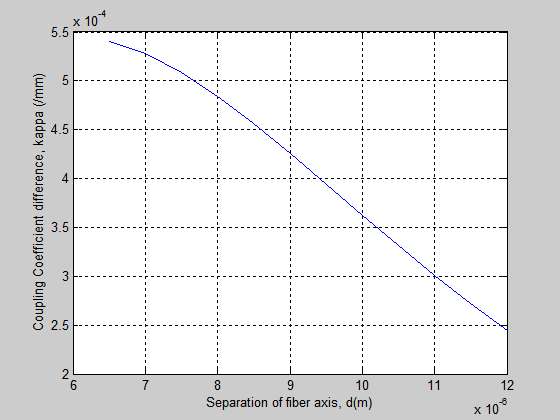 x 10^-4
5.5
5
4.5
4
3.5
3
2.5
2
Coupling Coefficient difference, kappa (/mm)
6 7 8 9 10 11 12
Separation of fiber axis, d(m)
x 10^-6